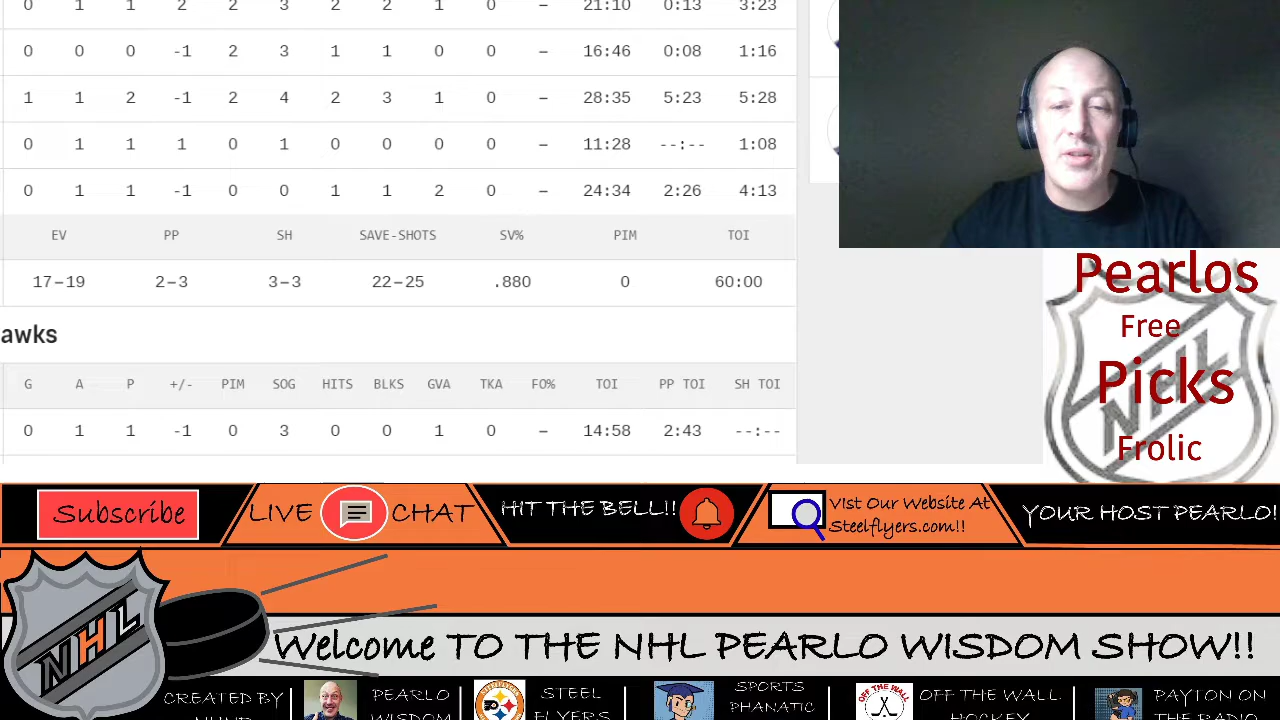 0 1 1 2 2 3 2 2 1 0 – 21:10 0:13 3:23
0 0 0 -1 2 3 1 1 0 0 – 16:46 0:08 1:16
1 1 2 -1 2 4 2 3 1 0 – 28:35 5:23 5:28
0 1 1 1 0 1 0 0 0 0 – 11:28 --:-- 1:08
0 1 1 -1 0 0 1 1 2 0 – 24:34 2:26 4:13
EV PP SH SAVE-SHOTS SV% PIM TOI
17–19 2–3 3–3 22–25 .880 0 60:00
awks
G A P +/- PIM SOG HITS BLKS GVA TKA FO% TOI PP TOI SH TOI
0 1 1 -1 0 3 0 0 1 0 – 14:58 2:43 --:--
Pearlos
Free
Picks
Frolic
NHL
Subscribe
LIVE CHAT
HIT THE BELL!!
VIst Our Website At
Steelflyers.com!!
YOUR HOST PEARLO!
NHL
Welcome TO THE NHL PEARLO WISDOM SHOW!!
CREATED BY
PEARLO
WISDOM
STEEL
FLYERS
SPORTS
PHANATIC
OFF THE WALL
OFF THE WALL
HOCKEY
PAYTON ON
THE RADIO